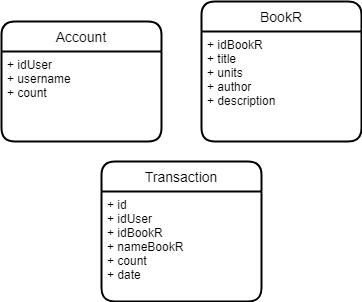 Account
+ idUser
+ username
+ count
BookR
+ idBookR
+ title
+ units
+ author
+ description
Transaction
+ id
+ idUser
+ idBookR
+ nameBookR
+ count
+ date